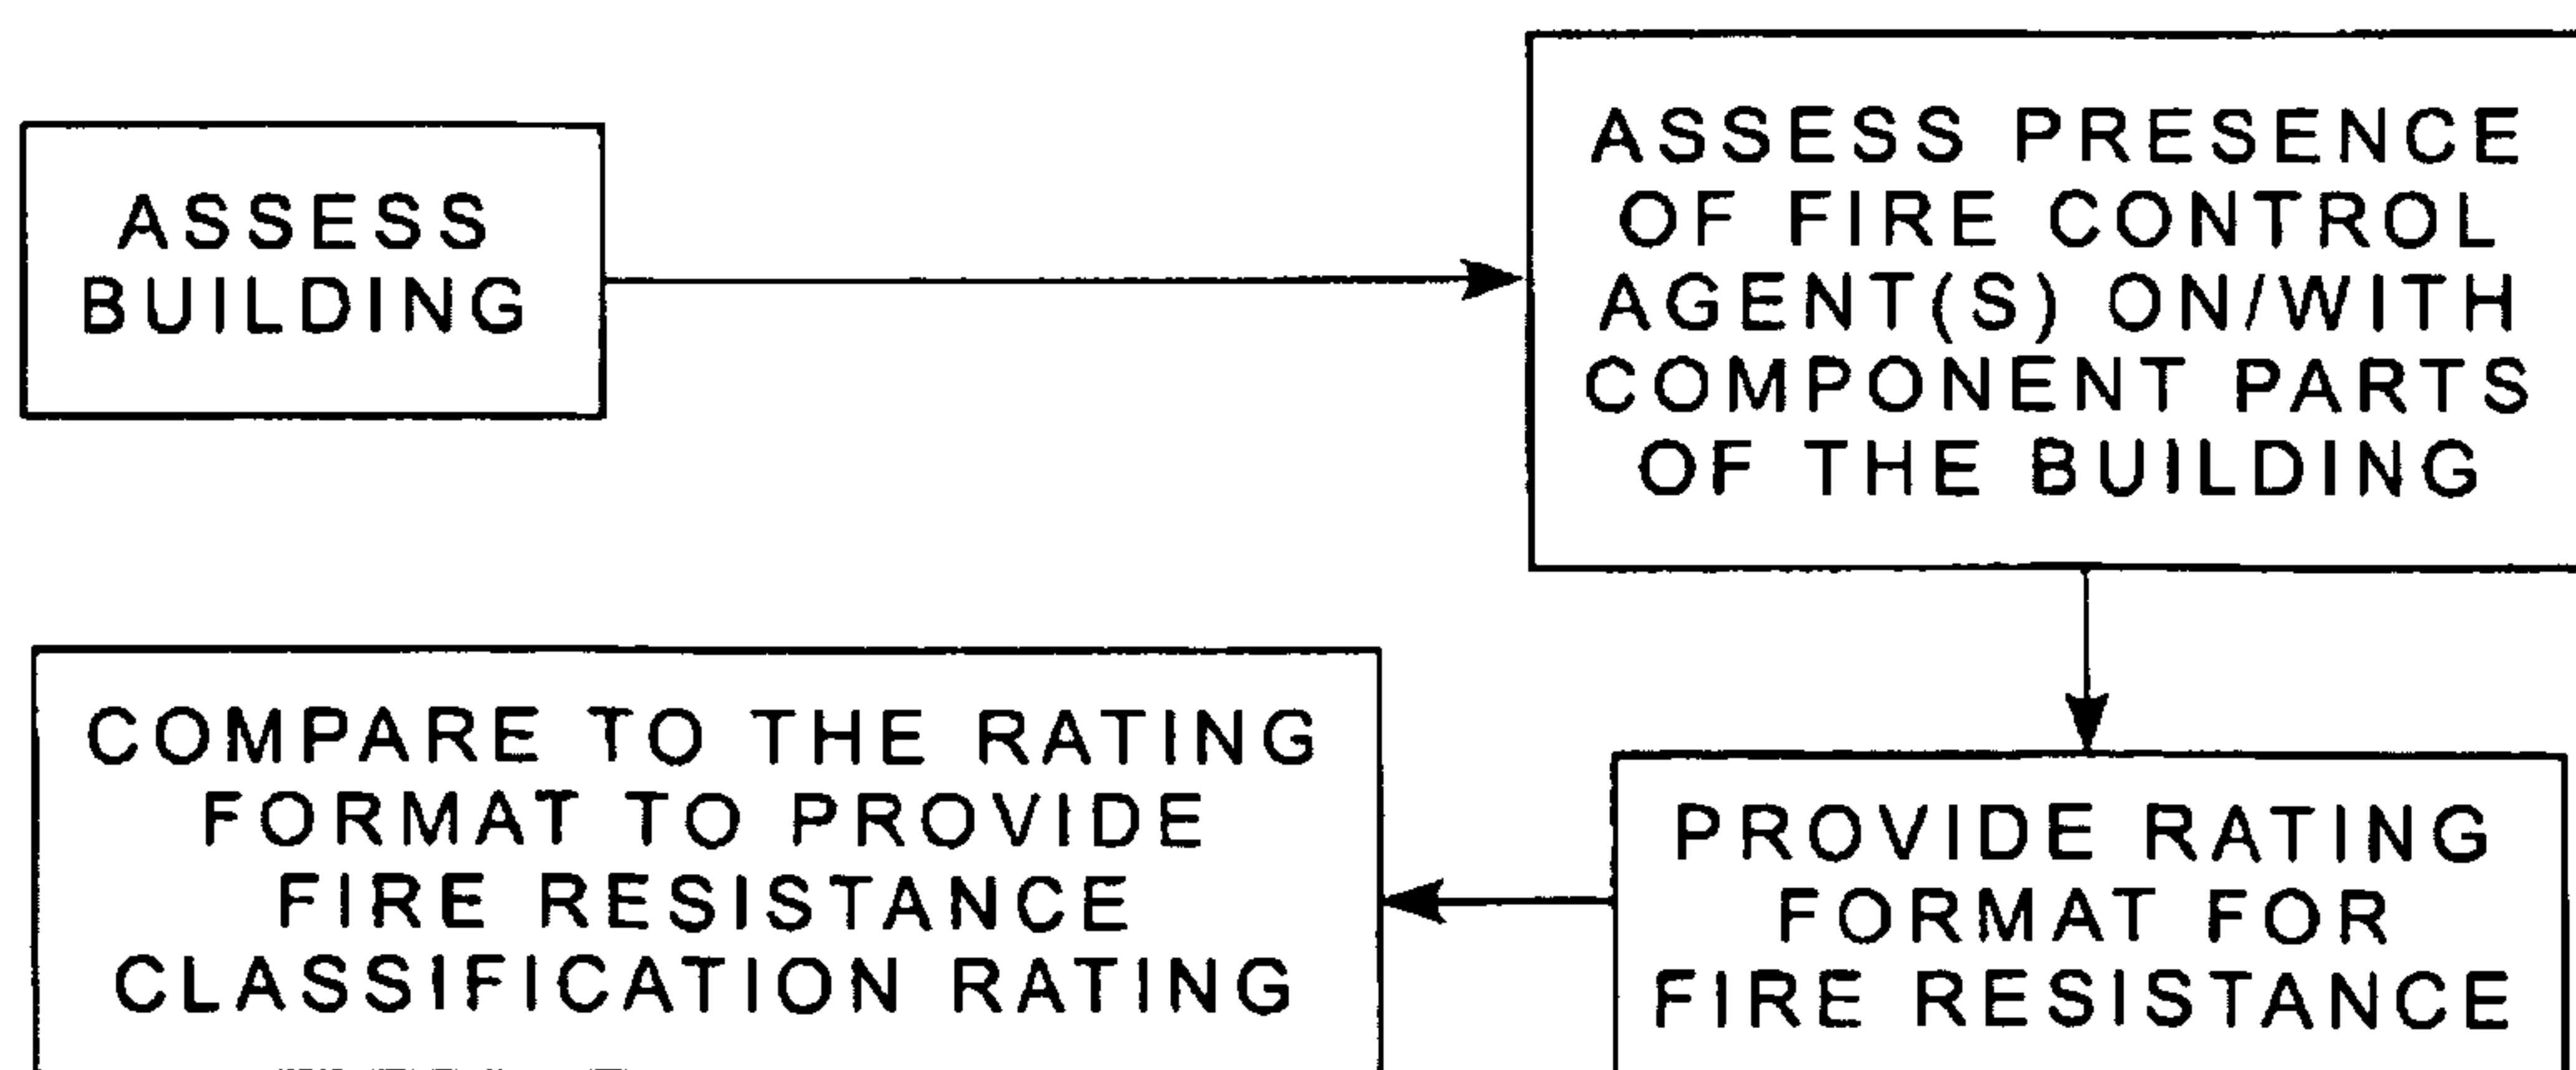 ASSESS
BUILDING
ASSESS PRESENCE
OF FIRE CONTROL
AGENT(S) ON/WITH
COMPONENT PARTS
OF THE BUILDING
PROVIDE RATING
FORMAT FOR
FIRE RESISTANCE
COMPARE TO THE RATING
FORMAT TO PROVIDE
FIRE RESISTANCE
CLASSIFICATION RATING